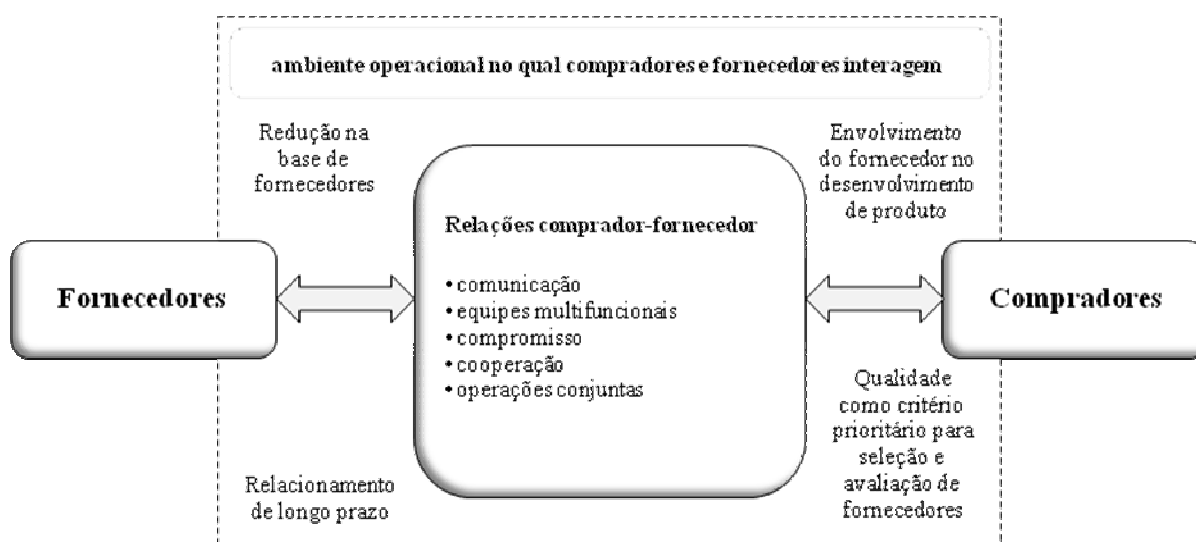 ambiente operacional no qual compradores e fornecedores interagem
Redução na
base de
fornecedores
Envolvimento
do fornecedor no
desenvolvimento
de produto
Relações comprador-fornecedor
• comunicação
• equipes multifuncionais
• compromisso
• cooperação
• operações conjuntas
Fornecedores
Compradores
Relacionamento
de longo prazo
Qualidade
como critério
prioritário para
seleção e
avaliação de
fornecedores